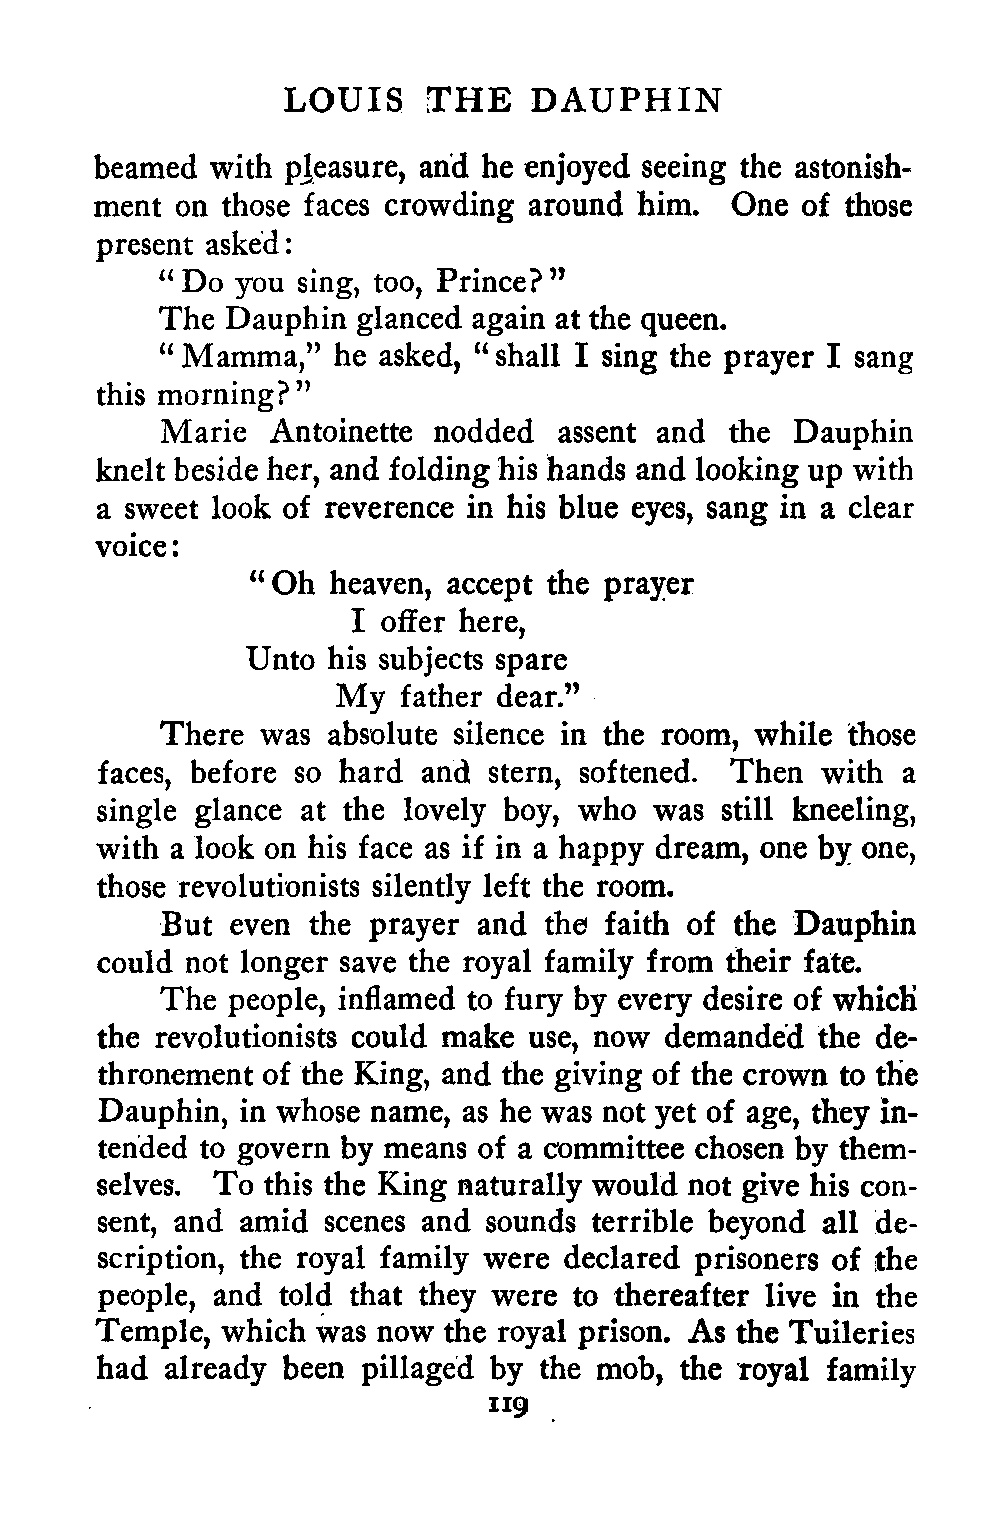 LOUIS THE DAUPHIN
beamed with pleasure, and he enjoyed seeing the astonish-
ment on those faces crowding around him. One of those
present asked:
"Do you sing, too, Prince?"
The Dauphin glanced again at the queen.
"Mamma," he asked, "shall I sing the prayer I sang
this morning?"
Marie Antoinette nodded assent and the Dauphin
knelt beside her, and folding his hands and looking up with
a sweet look of reverence in his blue eyes, sang in a clear
voice:
"Oh heaven, accept the prayer
I offer here,
Unto his subjects spare
My father dear."
There was absolute silence in the room, while those
faces, before so hard and stern, softened. Then with a
single glance at the lovely boy, who was still kneeling,
with a look on his face as if in a happy dream, one by one,
those revolutionists silently left the room.
But even the prayer and the faith of the Dauphin
could not longer save the royal family from their fate.
The people, inflamed to fury by every desire of which
the revolutionists could make use, now demanded the de-
thronement of the King, and the giving of the crown to the
Dauphin, in whose name, as he was not yet of age, they in-
tended to govern by means of a committee chosen by them-
selves. To this the King naturally would not give his con-
sent, and amid scenes and sounds terrible beyond all de-
scription, the royal family were declared prisoners of the
people, and told that they were to thereafter live in the
Temple, which was now the royal prison. As the Tuileries
had already been pillaged by the mob, the royal family
119